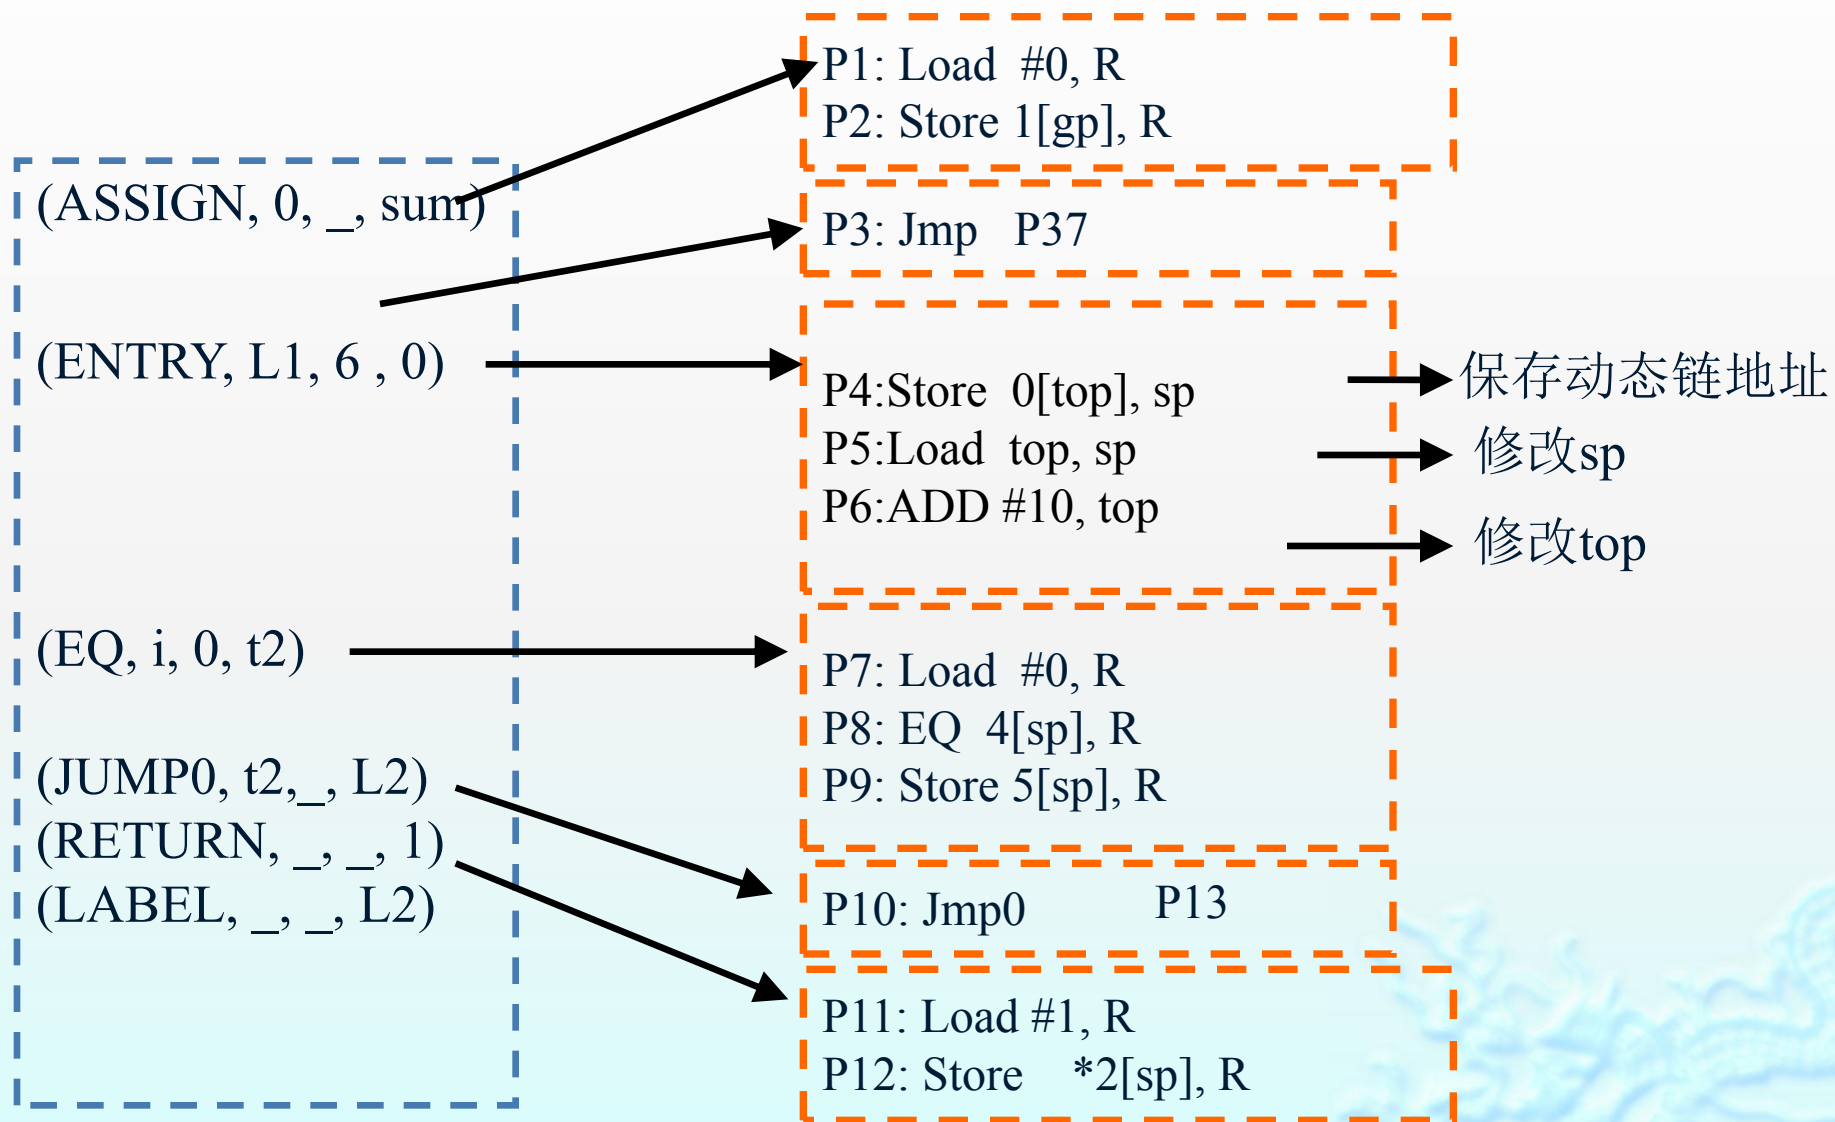 (ASSIGN, 0, _, sum)
(ENTRY, L1, 6 , 0)
(EQ, i, 0, t2)
(JUMP0, t2,_, L2)
(RETURN, _, _, 1)
(LABEL, _, _, L2)
P1: Load #0, R
P2: Store 1[gp], R
P3: Jmp P37
P4:Store 0[top], sp
P5:Load top, sp
P6:ADD #10, top
P7: Load #0, R
P8: EQ 4[sp], R
P9: Store 5[sp], R
P10: Jmp0 P13
P11: Load #1, R
P12: Store *2[sp], R
保存动态链地址
修改sp
修改top